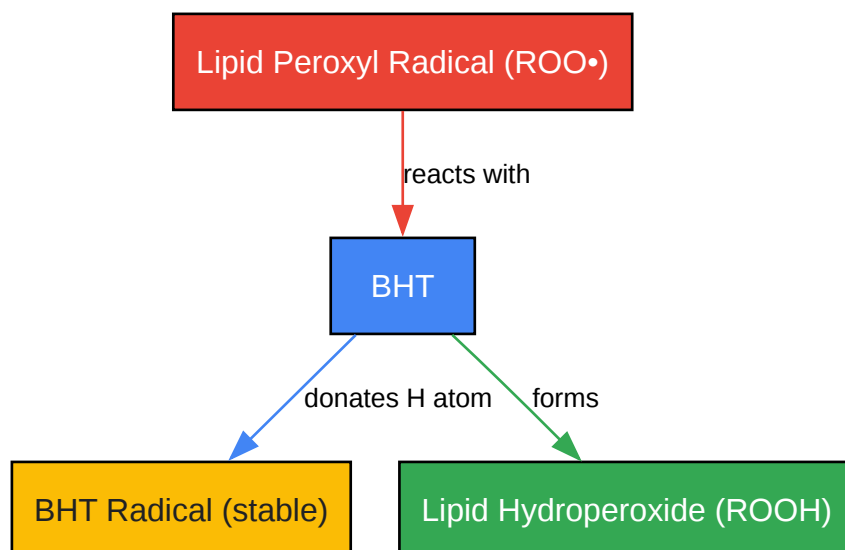 Lipid Peroxyl Radical (ROO•)
reacts with
BHT
donates H atom
forms
BHT Radical (stable)
Lipid Hydroperoxide (ROOH)